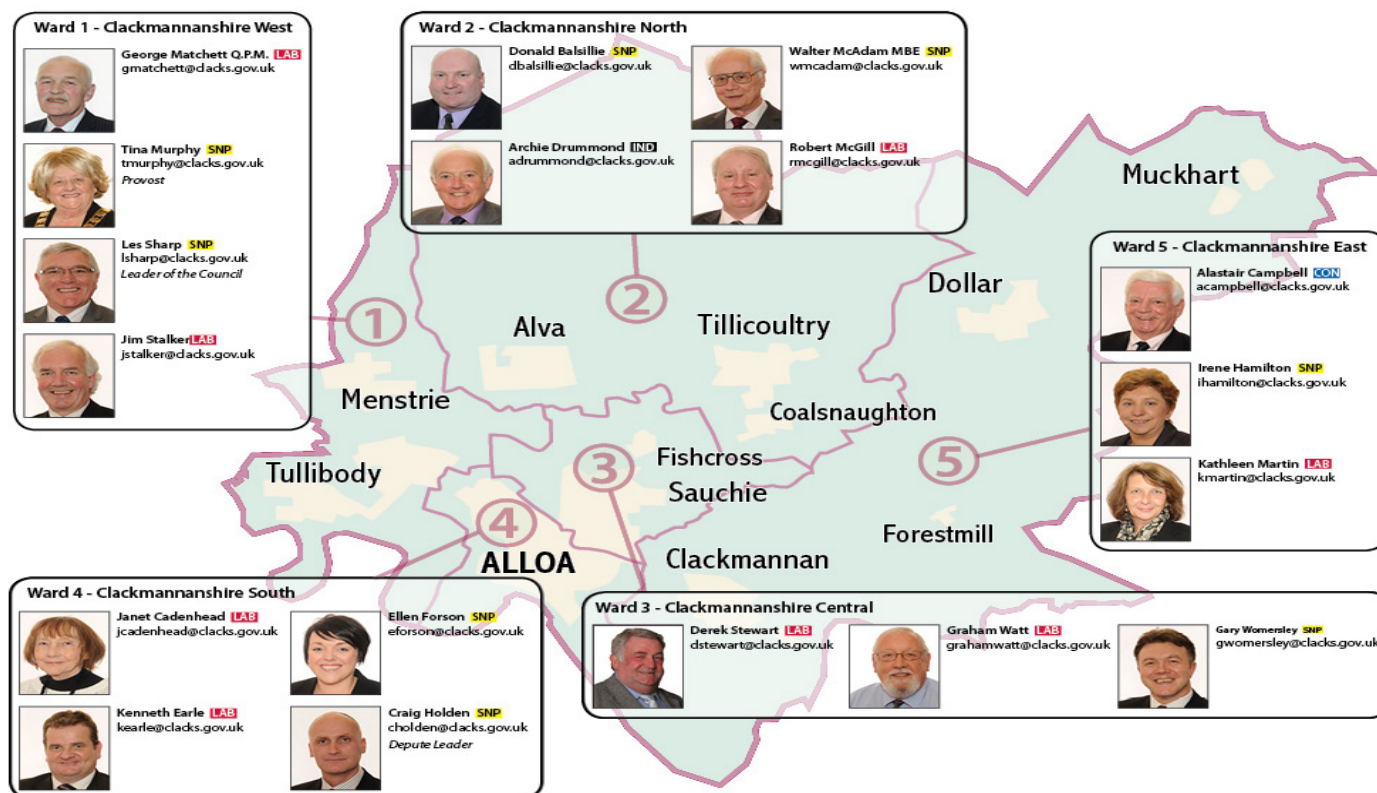 Ward 1 - Clackmannanshire West
George Matchett Q.P.M. LAB
gmatchett@clacks.gov.uk
Tina Murphy SNP
tmurphy@clacks.gov.uk
Provost
Les Sharp SNP
lsharp@clacks.gov.uk
Leader of the Council
Jim Stalker LAB
jstalker@clacks.gov.uk
Ward 2 - Clackmannanshire North
Donald Balsillie SNP
dbalsillie@clacks.gov.uk
Walter McAdam MBE SNP
wmcadam@clacks.gov.uk
Archie Drummond IND
adrummond@clacks.gov.uk
Robert McGill LAB
rmcgill@clacks.gov.uk
Muckhart
Ward 5 - Clackmannanshire East
Alastair Campbell CON
acampbell@clacks.gov.uk
Irene Hamilton SNP
ihamilton@clacks.gov.uk
Kathleen Martin LAB
kmartin@clacks.gov.uk
Dollar
2
1
Alva
Tillicoultry
Menstrie
Coalsnaughton
3
Fishcross
5
Tullibody
Sauchie
4
Forestmill
ALLOA
Clackmannan
Ward 4 - Clackmannanshire South
Janet Cadenhead LAB
jcadenhead@clacks.gov.uk
Ellen Forson SNP
eforson@clacks.gov.uk
Kenneth Earle LAB
kearle@clacks.gov.uk
Craig Holden SNP
cholden@clacks.gov.uk
Depute Leader
Ward 3 - Clackmannanshire Central
Derek Stewart LAB
dstewart@clacks.gov.uk
Graham Watt LAB
grahamwatt@clacks.gov.uk
Gary Womersley SNP
gwomersley@clacks.gov.uk